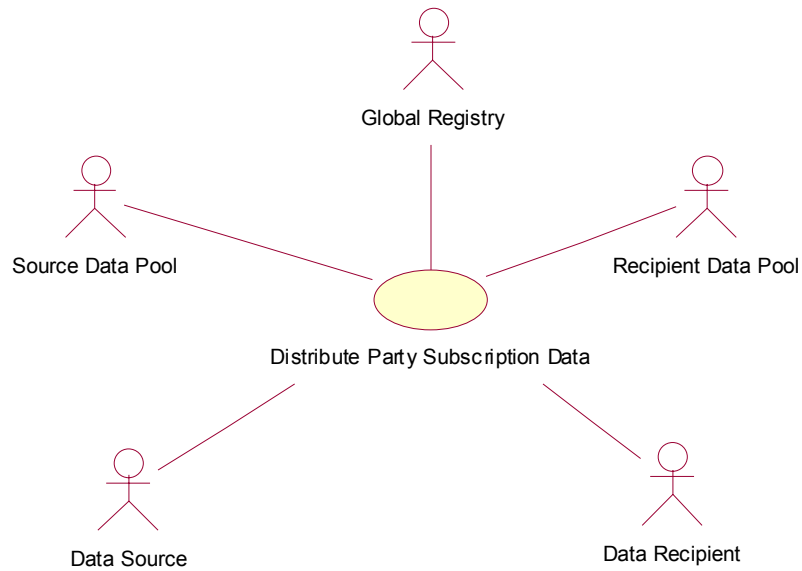 Global Registry
Source Data Pool
Recipient Data Pool
Distribute Party Subscription Data
Data Source
Data Recipient